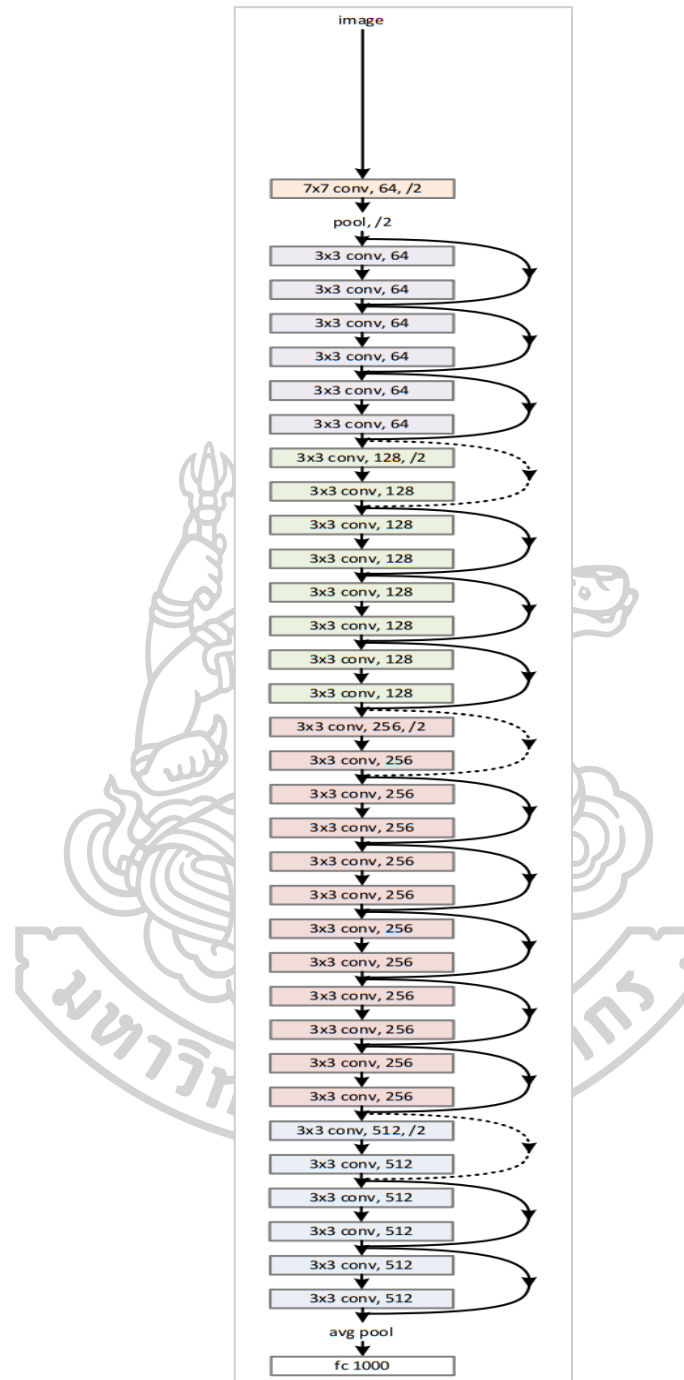 image
7x7 conv, 64, /2
pool, /2
3x3 conv, 64
3x3 conv, 64
3x3 conv, 64
3x3 conv, 64
3x3 conv, 64
3x3 conv, 64
3x3 conv, 128, /2
3x3 conv, 128
3x3 conv, 128
3x3 conv, 128
3x3 conv, 128
3x3 conv, 128
3x3 conv, 128
3x3 conv, 128
3x3 conv, 256, /2
3x3 conv, 256
3x3 conv, 256
3x3 conv, 256
3x3 conv, 256
3x3 conv, 256
3x3 conv, 256
3x3 conv, 256
3x3 conv, 256
3x3 conv, 256
3x3 conv, 256
3x3 conv, 256
3x3 conv, 512, /2
3x3 conv, 512
3x3 conv, 512
3x3 conv, 512
3x3 conv, 512
3x3 conv, 512
avg pool
fc 1000